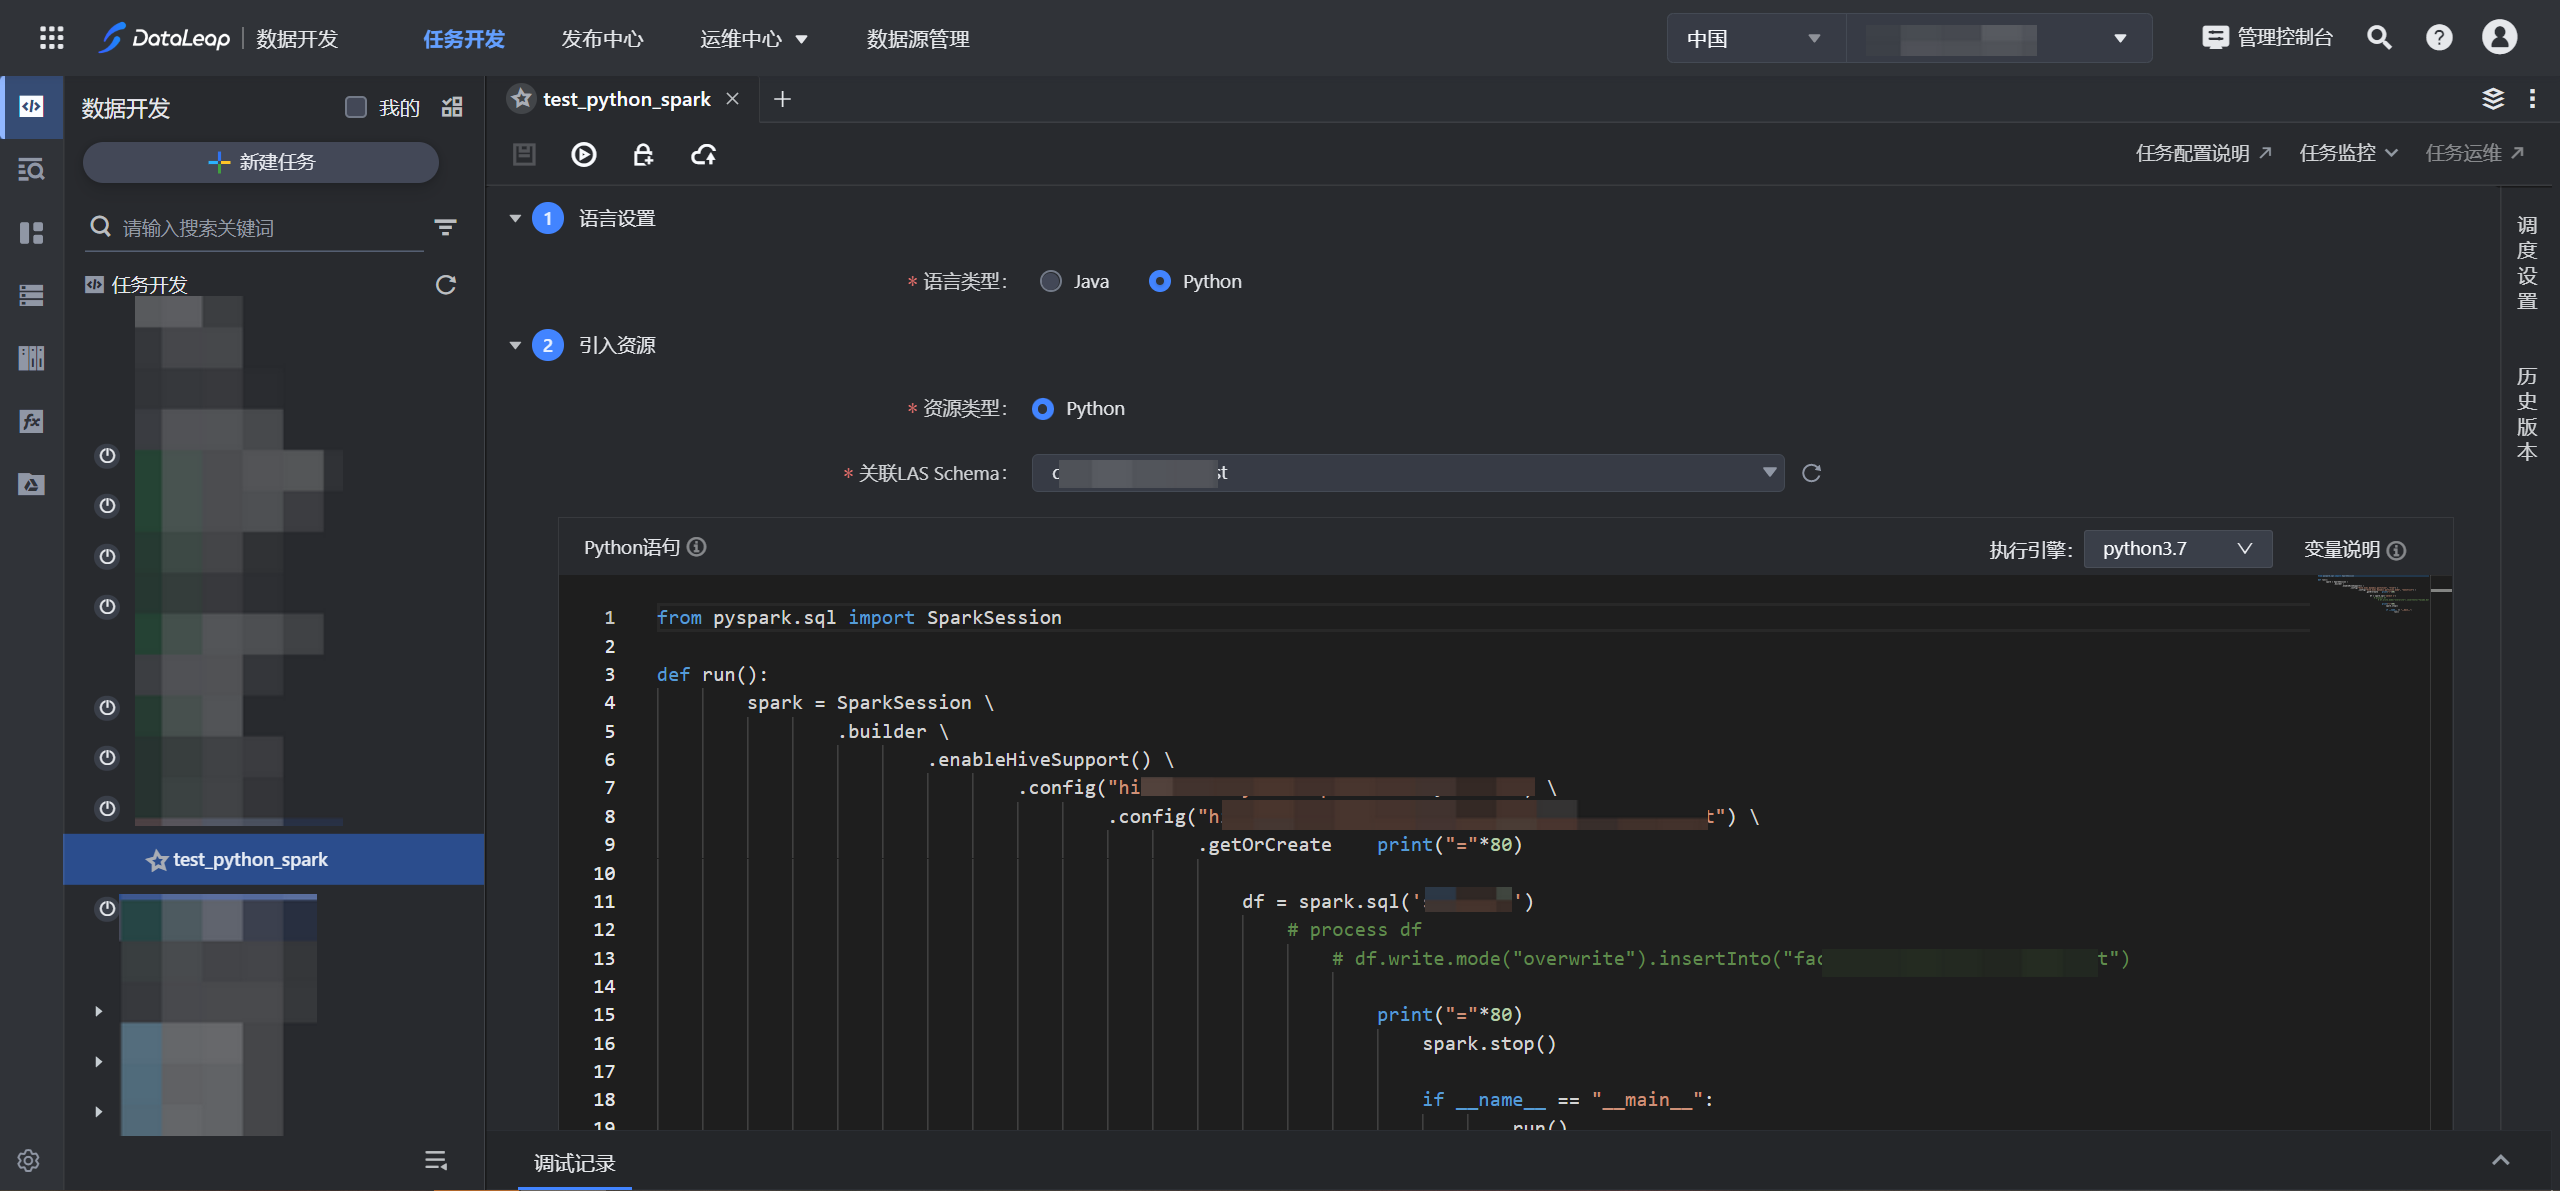 DataLeap 数据开发 任务开发 发布中心 运维中心 数据源管理 中国 管理控制台
数据开发 我的
新建任务
请输入搜索关键词
任务开发
test_python_spark
test_python_spark
任务配置说明 任务监控 任务运维
1 语言设置
* 语言类型: Java Python
2 引入资源
* 资源类型: Python
* 关联LAS Schema: c st
Python语句 执行引擎: python3.7 变量说明
1 from pyspark.sql import SparkSession
2
3 def run():
4 spark = SparkSession \
5 .builder \
6 .enableHiveSupport() \
7 .config("hi \
8 .config("h t") \
9 .getOrCreate print("="*80)
10
11 df = spark.sql(' ')
12 # process df
13 # df.write.mode("overwrite").insertInto("fac t")
14
15 print("="*80)
16 spark.stop()
17
18 if __name__ == "__main__":
19 run()
调试记录
调度设置
历史版本